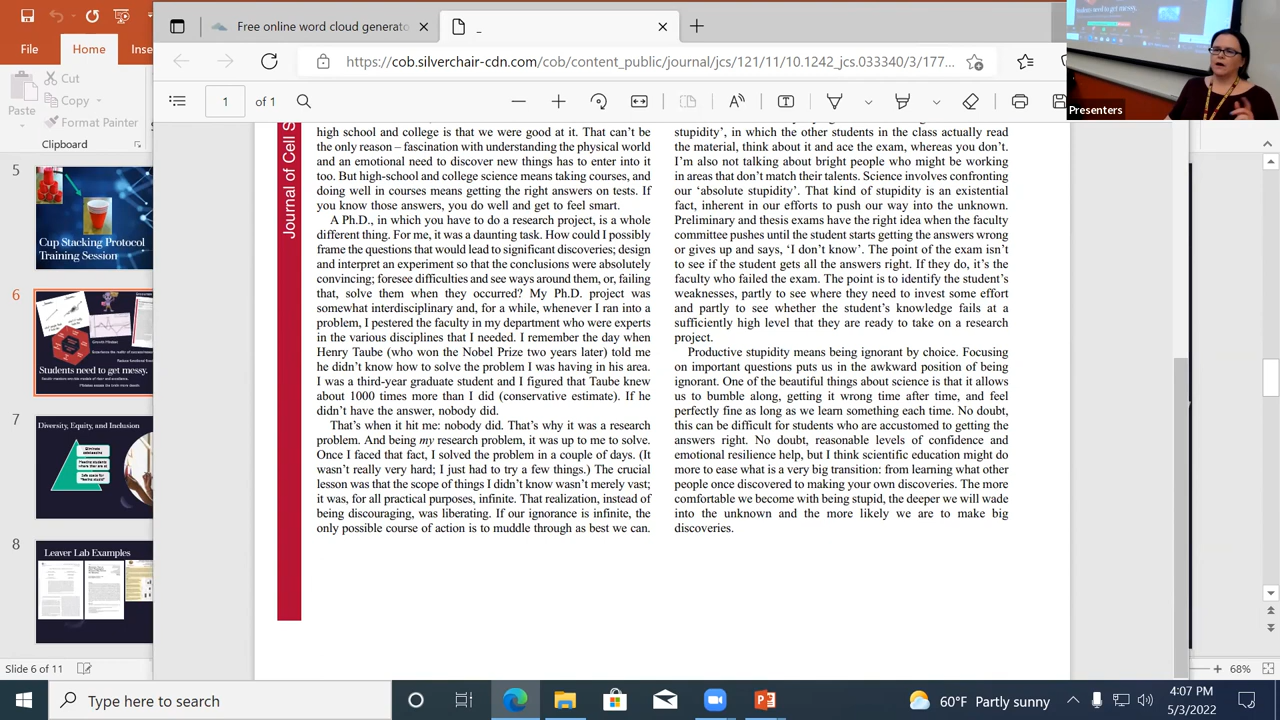 Free online word cloud generat
_
https://cob.silverchair-cdn.com/cob/content_public/journal/jcs/121/11/10.1242_jcs.033340/3/177...
1
of 1
File
Home
Inse
Paste
Cut
Copy
Format Painter
Clipboard
Presenters
5
Cup Stacking Protocol
Training Session
6
Students need to get messy.
7
Diversity, Equity, and Inclusion
8
Leaver Lab Examples
Slide 6 of 11
Journal of Cell S
high school and college is that we were good at it. That can't be
the only reason – fascination with understanding the physical world
and an emotional need to discover new things has to enter into it
too. But high-school and college science means taking courses, and
doing well in courses means getting the right answers on tests. If
you know those answers, you do well and get to feel smart.
A Ph.D., in which you have to do a research project, is a whole
different thing. For me, it was a daunting task. How could I possibly
frame the questions that would lead to significant discoveries; design
and interpret an experiment so that the conclusions were absolutely
convincing; foresee difficulties and see ways around them, or, failing
that, solve them when they occurred? My Ph.D. project was
somewhat interdisciplinary and, for a while, whenever I ran into a
problem, I pestered the faculty in my department who were experts
in the various disciplines that I needed. I remember the day when
Henry Taube (who won the Nobel Prize two years later) told me
he didn't know how to solve the problem I was having in his area.
I was a third-year graduate student and I figured that Taube knew
about 1000 times more than I did (conservative estimate). If he
didn't have the answer, nobody did.
That's when it hit me: nobody did. That's why it was a research
problem. And being my research problem, it was up to me to solve.
Once I faced that fact, I solved the problem in a couple of days. (It
wasn't really very hard; I just had to try a few things.) The crucial
lesson was that the scope of things I didn't know wasn't merely vast;
it was, for all practical purposes, infinite. That realization, instead of
being discouraging, was liberating. If our ignorance is infinite, the
only possible course of action is to muddle through as best we can.
stupidity', in which the other students in the class actually read
the material, think about it and ace the exam, whereas you don't.
I'm also not talking about bright people who might be working
in areas that don't match their talents. Science involves confronting
our 'absolute stupidity'. That kind of stupidity is an existential
fact, inherent in our efforts to push our way into the unknown.
Preliminary and thesis exams have the right idea when the faculty
committee pushes until the student starts getting the answers wrong
or gives up and says, 'I don't know'. The point of the exam isn't
to see if the student gets all the answers right. If they do, it's the
faculty who failed the exam. The point is to identify the student's
weaknesses, partly to see where they need to invest some effort
and partly to see whether the student's knowledge fails at a
sufficiently high level that they are ready to take on a research
project.
Productive stupidity means being ignorant by choice. Focusing
on important questions puts us in the awkward position of being
ignorant. One of the beautiful things about science is that it allows
us to bumble along, getting it wrong time after time, and feel
perfectly fine as long as we learn something each time. No doubt,
this can be difficult for students who are accustomed to getting the
answers right. No doubt, reasonable levels of confidence and
emotional resilience help, but I think scientific education might do
more to ease what is a very big transition: from learning what other
people once discovered to making your own discoveries. The more
comfortable we become with being stupid, the deeper we will wade
into the unknown and the more likely we are to make big
discoveries.
68%
Type here to search
60°F Partly sunny
4:07 PM
5/3/2022